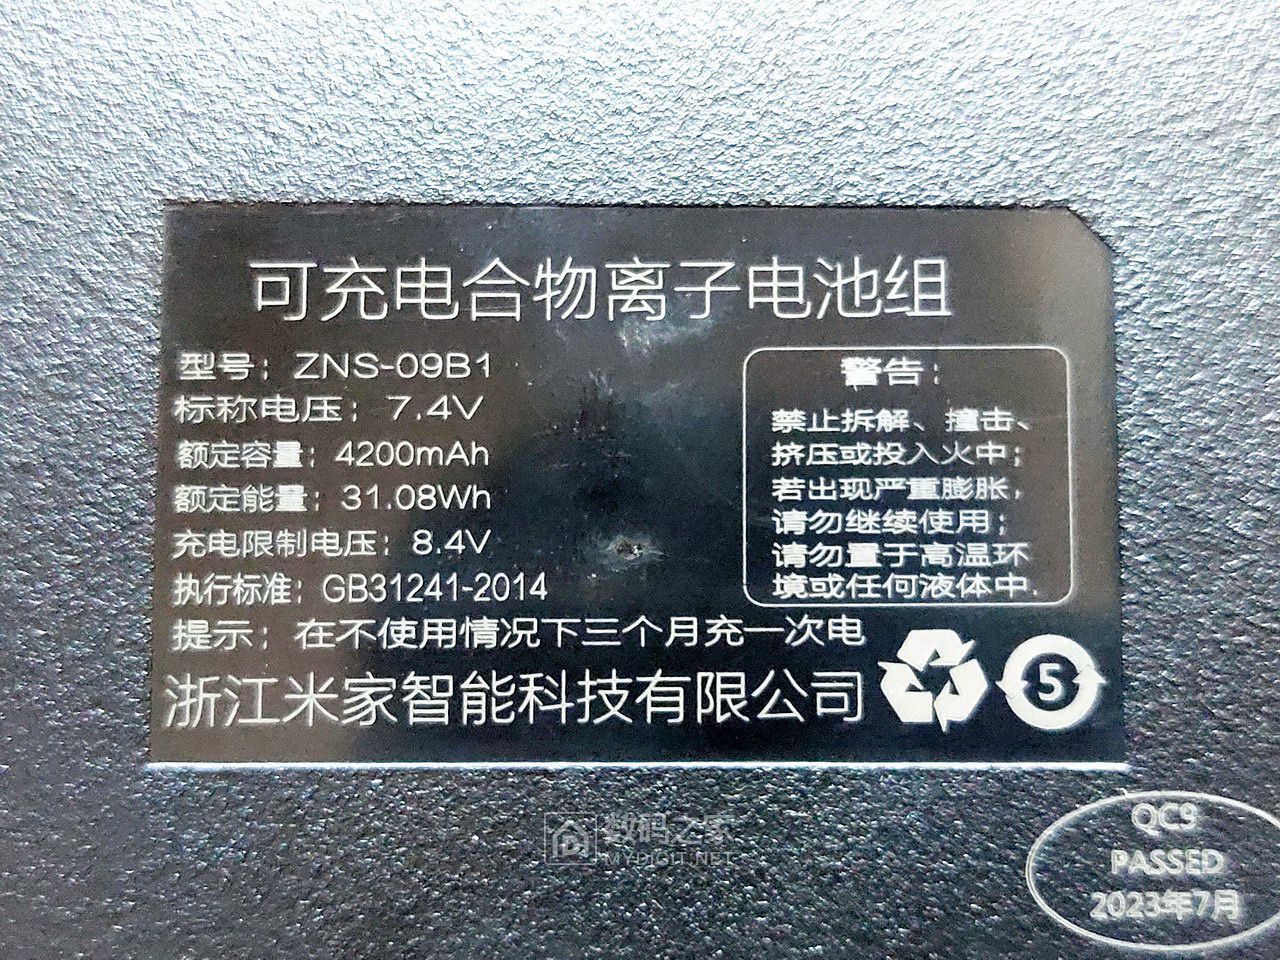 可充电合物离子电池组
型号：ZNS-09B1
标称电压：7.4V
额定容量：4200mAh
额定能量：31.08Wh
充电限制电压：8.4V
执行标准：GB31241-2014
提示：在不使用情况下三个月充一次电
浙江米家智能科技有限公司
警告：
禁止拆解、撞击、
挤压或投入火中；
若出现严重膨胀，
请勿继续使用；
请勿置于高温环
境或任何液体中.
5
数码之家
MYDIGIT.NET
QC9
PASSED
2023年7月